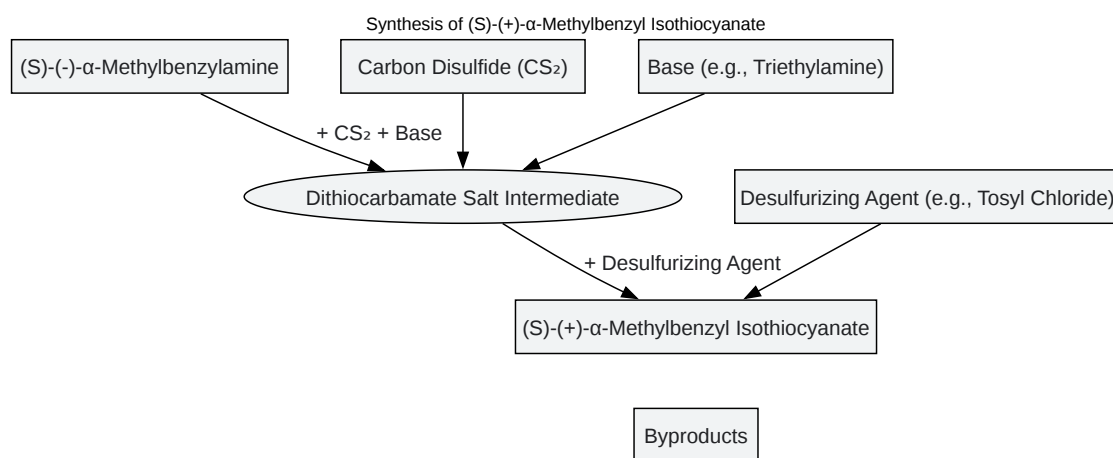 Synthesis of (S)-(+)-α-Methylbenzyl Isothiocyanate
(S)-(-)-α-Methylbenzylamine
Carbon Disulfide (CS₂)
Base (e.g., Triethylamine)
+ CS₂ + Base
Dithiocarbamate Salt Intermediate
Desulfurizing Agent (e.g., Tosyl Chloride)
+ Desulfurizing Agent
(S)-(+)-α-Methylbenzyl Isothiocyanate
Byproducts